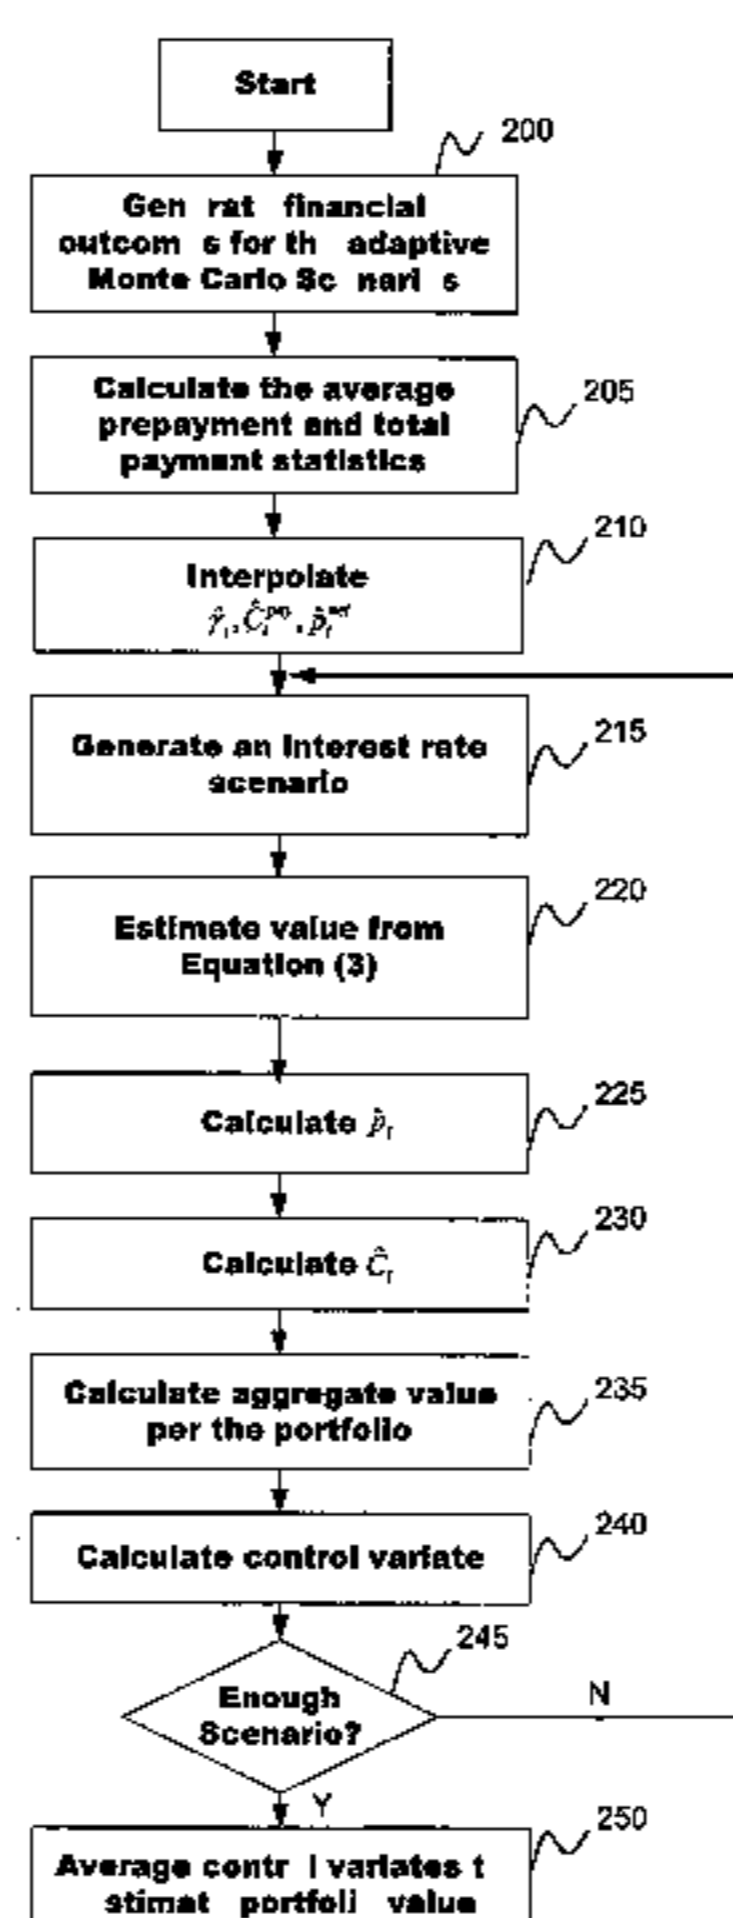 Start
200
Gen rat financial
outcom s for th adaptive
Monte Carlo Sc nari s
Calculate the average
prepayment and total
payment statistics
205
210
Interpolate
Generate an interest rate
scenario
215
220
Estimate value from
Equation (3)
225
Calculate p̂ₜ
230
Calculate Ĉₜ
Calculate aggregate value
per the portfolio
235
240
Calculate control variate
245
Enough
Scenario?
N
Y
250
Average contr l variates t
stimat portfoli value